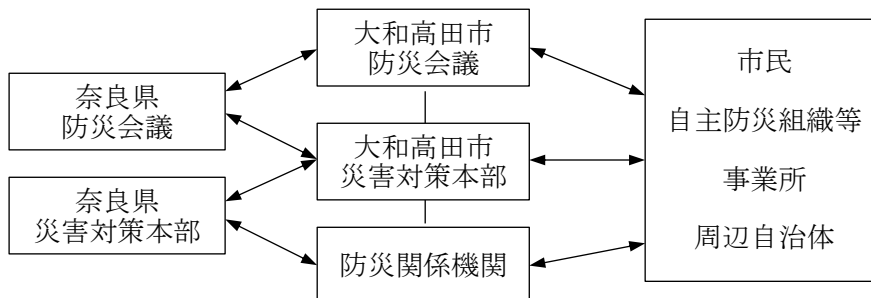 奈良県
防災会議
奈良県
災害対策本部
大和高田市
防災会議
大和高田市
災害対策本部
防災関係機関
市民
自主防災組織等
事業所
周辺自治体